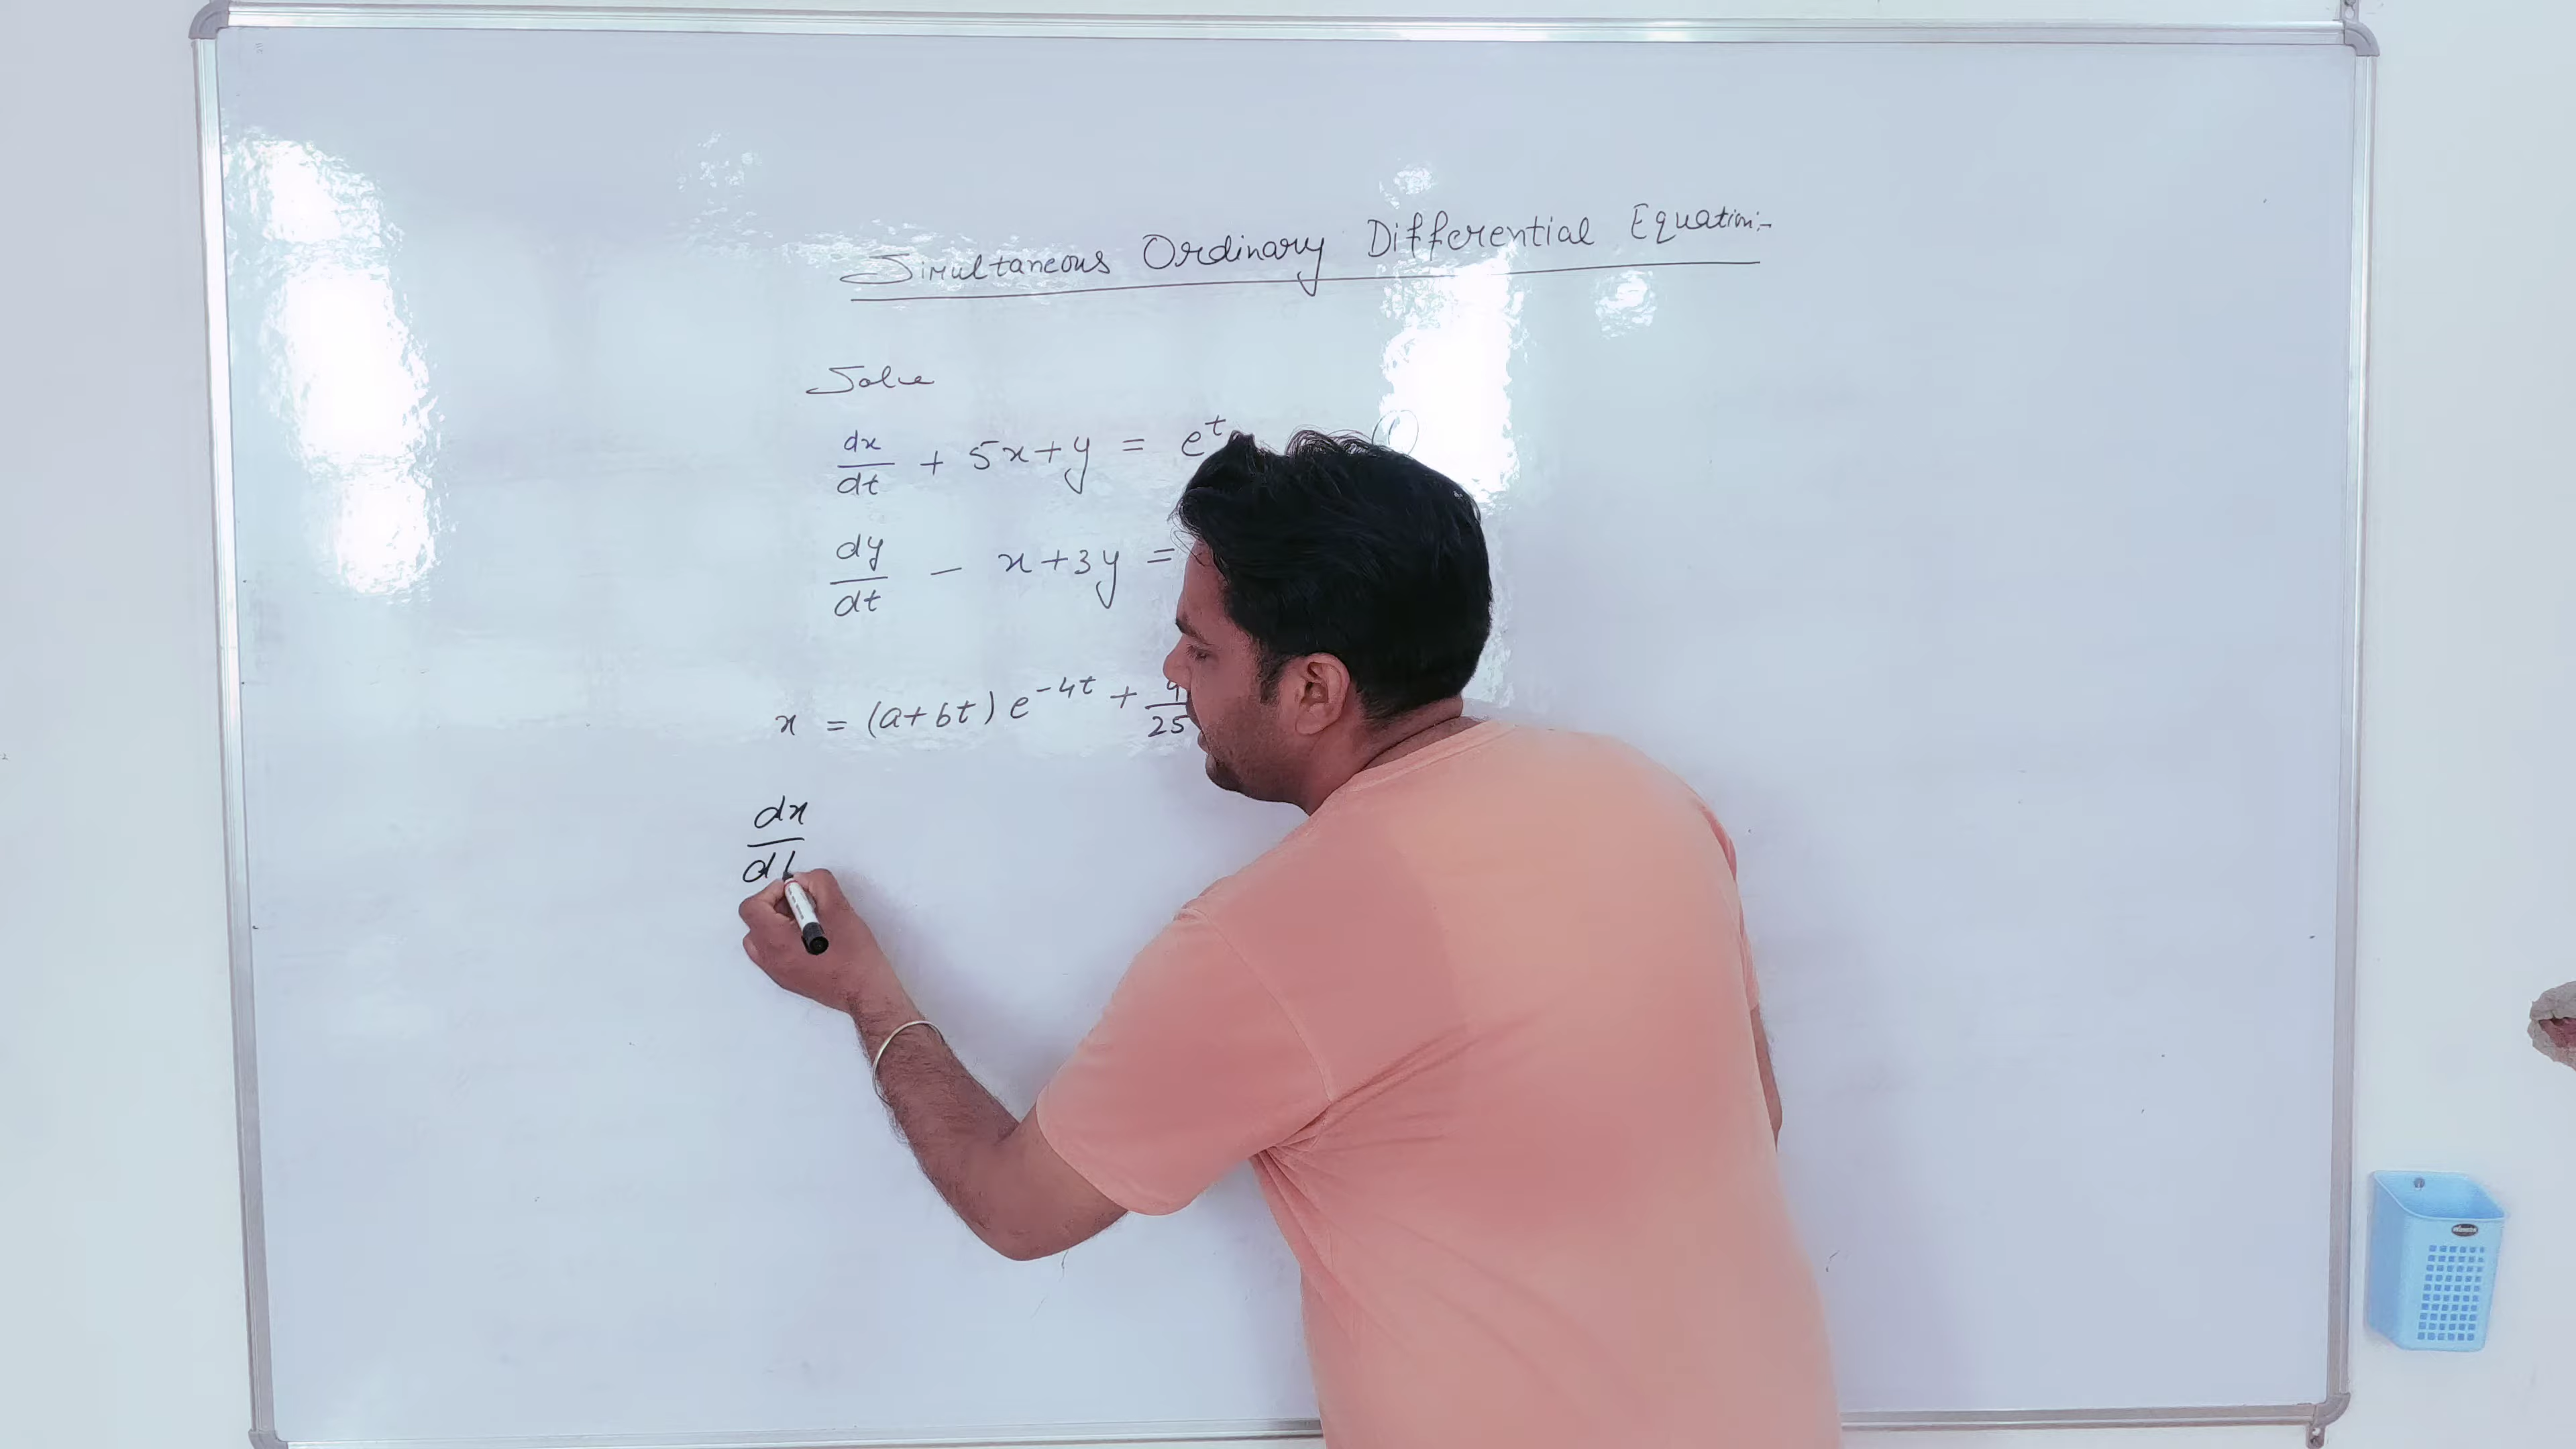 Simultaneous Ordinary Differential Equation:-
Solve
dx/dt + 5x+y = e^t
dy/dt - x+3y =
x = (a+bt) e^-4t + 4/25
dx/dt